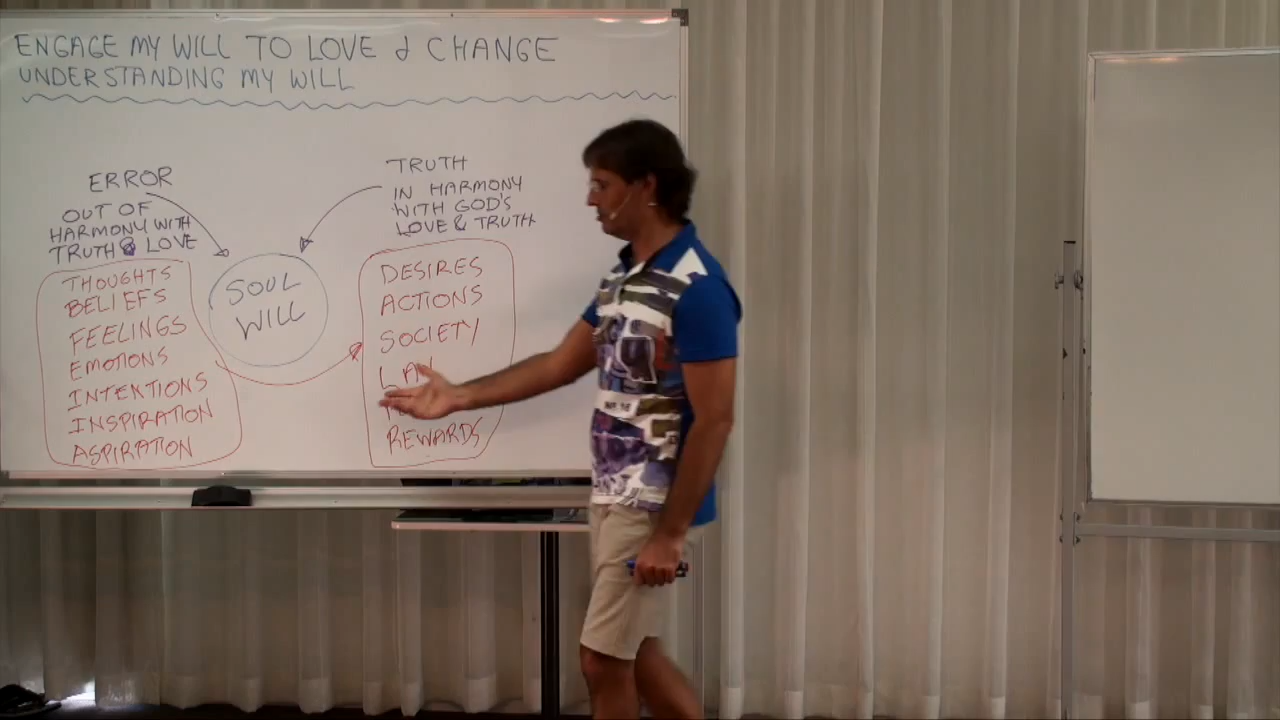 ENGAGE MY WILL TO LOVE & CHANGE
UNDERSTANDING MY WILL
ERROR
OUT OF
HARMONY WITH
TRUTH & LOVE
THOUGHTS
BELIEFS
FEELINGS
EMOTIONS
INTENTIONS
INSPIRATION
ASPIRATION
SOUL
WILL
TRUTH
IN HARMONY
WITH GOD'S
LOVE & TRUTH
DESIRES
ACTIONS
SOCIETY
REWARDS